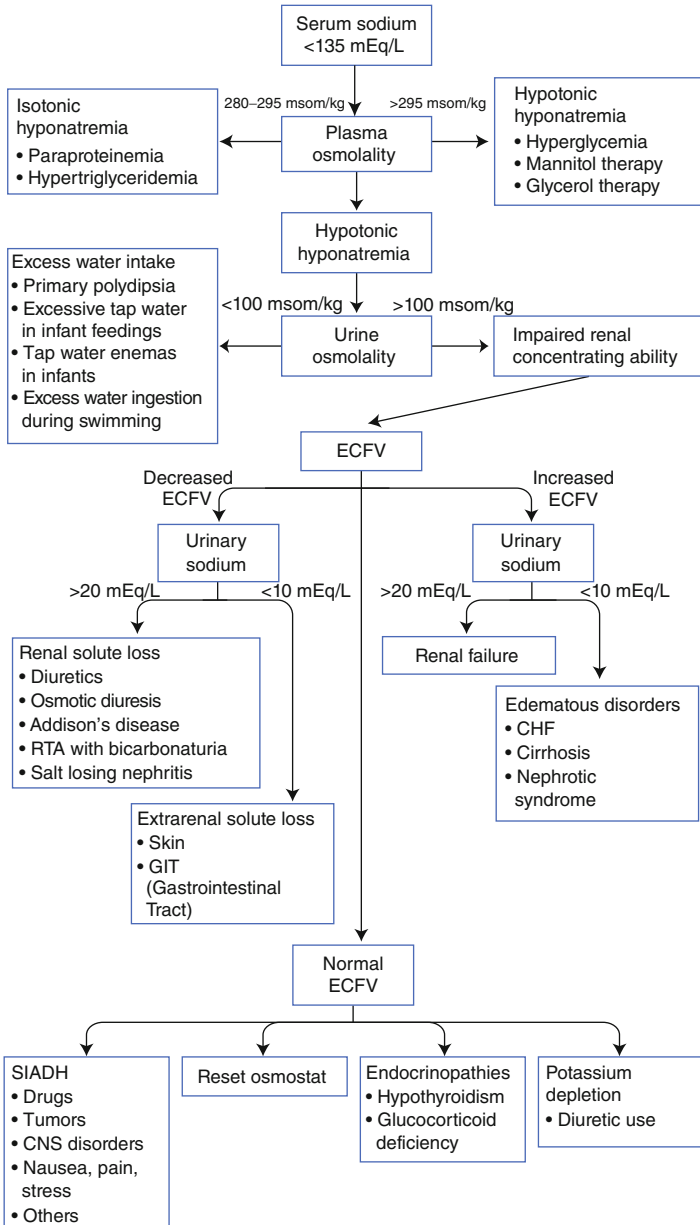 Serum sodium
<135 mEq/L
280–295 msom/kg
>295 msom/kg
Isotonic
hyponatremia
• Paraproteinemia
• Hypertriglyceridemia
Plasma
osmolality
Hypotonic
hyponatremia
• Hyperglycemia
• Mannitol therapy
• Glycerol therapy
Hypotonic
hyponatremia
Excess water intake
• Primary polydipsia
• Excessive tap water
in infant feedings
• Tap water enemas
in infants
• Excess water ingestion
during swimming
<100 msom/kg
>100 msom/kg
Urine
osmolality
Impaired renal
concentrating ability
ECFV
Decreased
ECFV
Increased
ECFV
Urinary
sodium
Urinary
sodium
>20 mEq/L
<10 mEq/L
>20 mEq/L
<10 mEq/L
Renal solute loss
• Diuretics
• Osmotic diuresis
• Addison’s disease
• RTA with bicarbonaturia
• Salt losing nephritis
Renal failure
Edematous disorders
• CHF
• Cirrhosis
• Nephrotic
syndrome
Extrarenal solute loss
• Skin
• GIT
(Gastrointestinal
Tract)
Normal
ECFV
SIADH
• Drugs
• Tumors
• CNS disorders
• Nausea, pain,
stress
• Others
Reset osmostat
Endocrinopathies
• Hypothyroidism
• Glucocorticoid
deficiency
Potassium
depletion
• Diuretic use